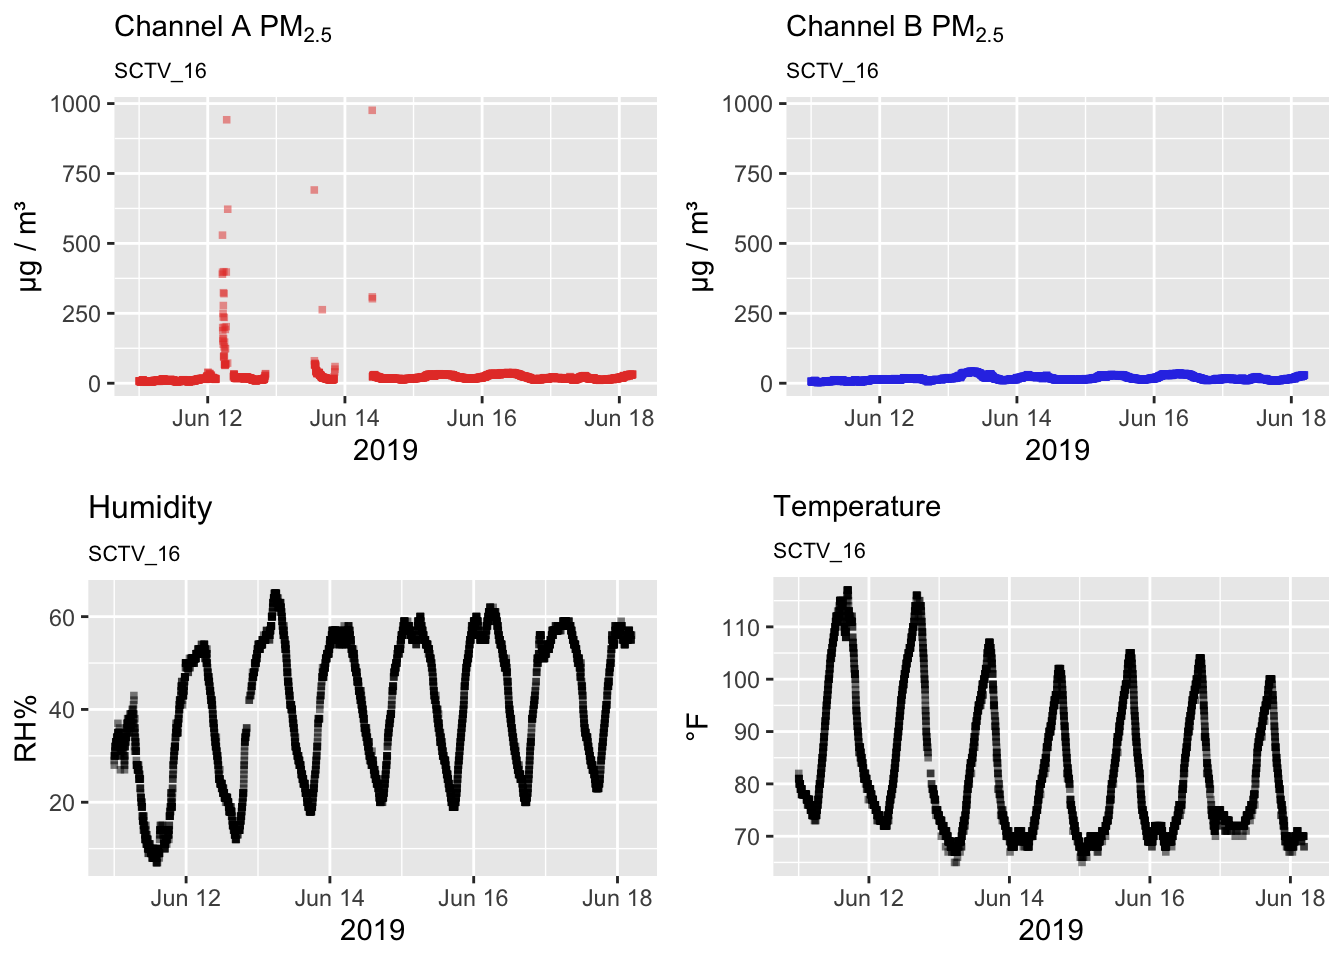 Channel A PM2.5
SCTV_16
1000
750
500
250
0
µg / m³
Jun 12 Jun 14 Jun 16 Jun 18
2019
Channel B PM2.5
SCTV_16
1000
750
500
250
0
µg / m³
Jun 12 Jun 14 Jun 16 Jun 18
2019
Humidity
SCTV_16
60
40
20
RH%
Jun 12 Jun 14 Jun 16 Jun 18
2019
Temperature
SCTV_16
110
100
90
80
70
°F
Jun 12 Jun 14 Jun 16 Jun 18
2019